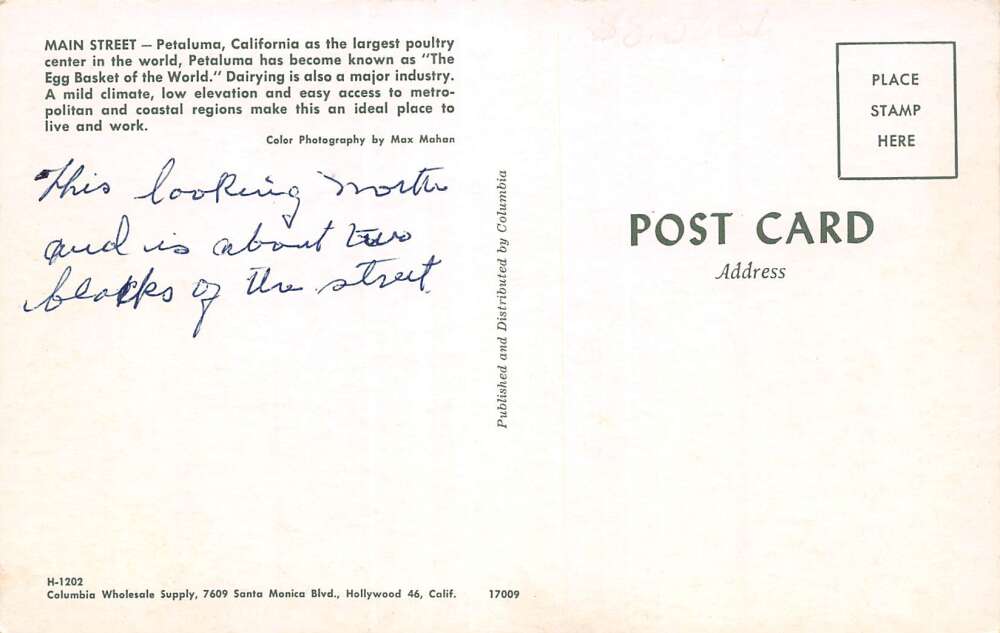 MAIN STREET — Petaluma, California as the largest poultry
center in the world, Petaluma has become known as "The
Egg Basket of the World." Dairying is also a major industry.
A mild climate, low elevation and easy access to metro-
politan and coastal regions make this an ideal place to
live and work.
Color Photography by Max Mahan
This looking north
and is about two
blocks of the street.
H-1202
Columbia Wholesale Supply, 7609 Santa Monica Blvd., Hollywood 46, Calif.
17009
Published and Distributed by Columbia
PLACE
STAMP
HERE
POST CARD
Address